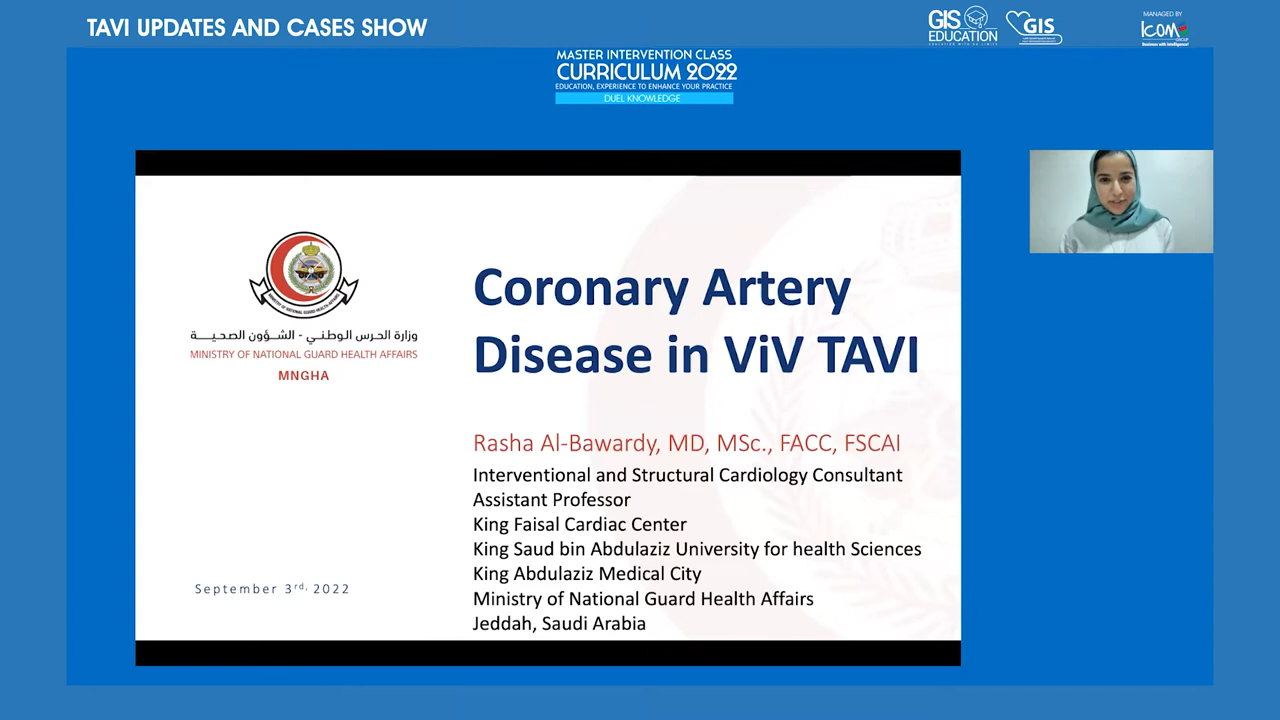 TAVI UPDATES AND CASES SHOW
GIS
EDUCATION
GIS
MANAGED BY
ICOM
GROUP
Business with Intelligence!
MASTER INTERVENTION CLASS
CURRICULUM 2022
EDUCATION, EXPERIENCE TO ENHANCE YOUR PRACTICE
DUEL KNOWLEDGE
وزارة الحرس الوطني - الشؤون الصحية
MINISTRY OF NATIONAL GUARD HEALTH AFFAIRS
MNGHA
Coronary Artery
Disease in ViV TAVI
Rasha Al-Bawardy, MD, MSc., FACC, FSCAI
Interventional and Structural Cardiology Consultant
Assistant Professor
King Faisal Cardiac Center
King Saud bin Abdulaziz University for health Sciences
King Abdulaziz Medical City
Ministry of National Guard Health Affairs
Jeddah, Saudi Arabia
September 3rd, 2022